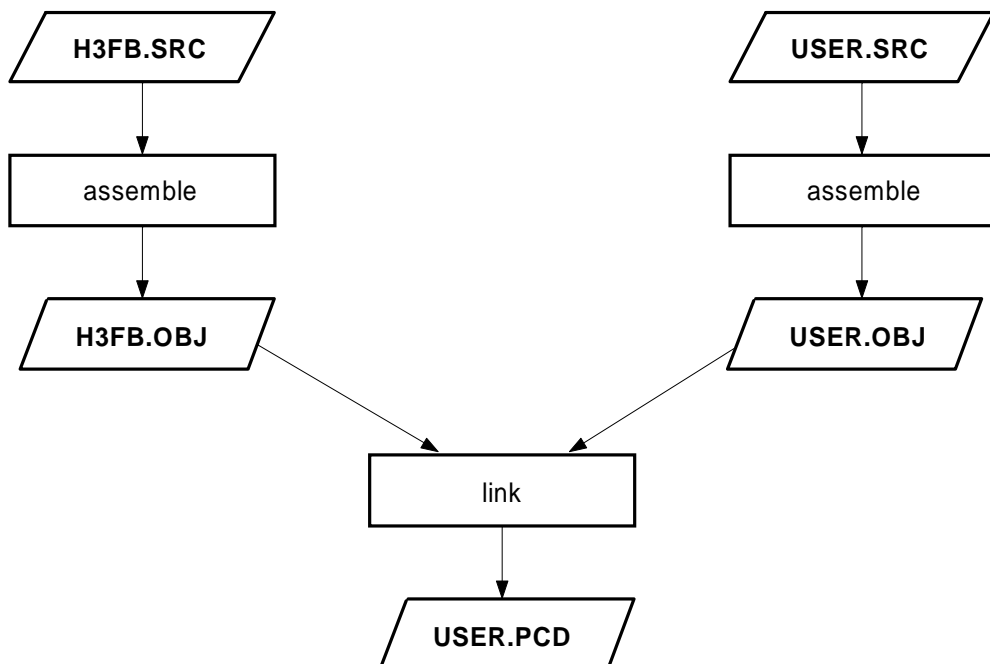 H3FB.SRC
USER.SRC
assemble
assemble
H3FB.OBJ
USER.OBJ
link
USER.PCD